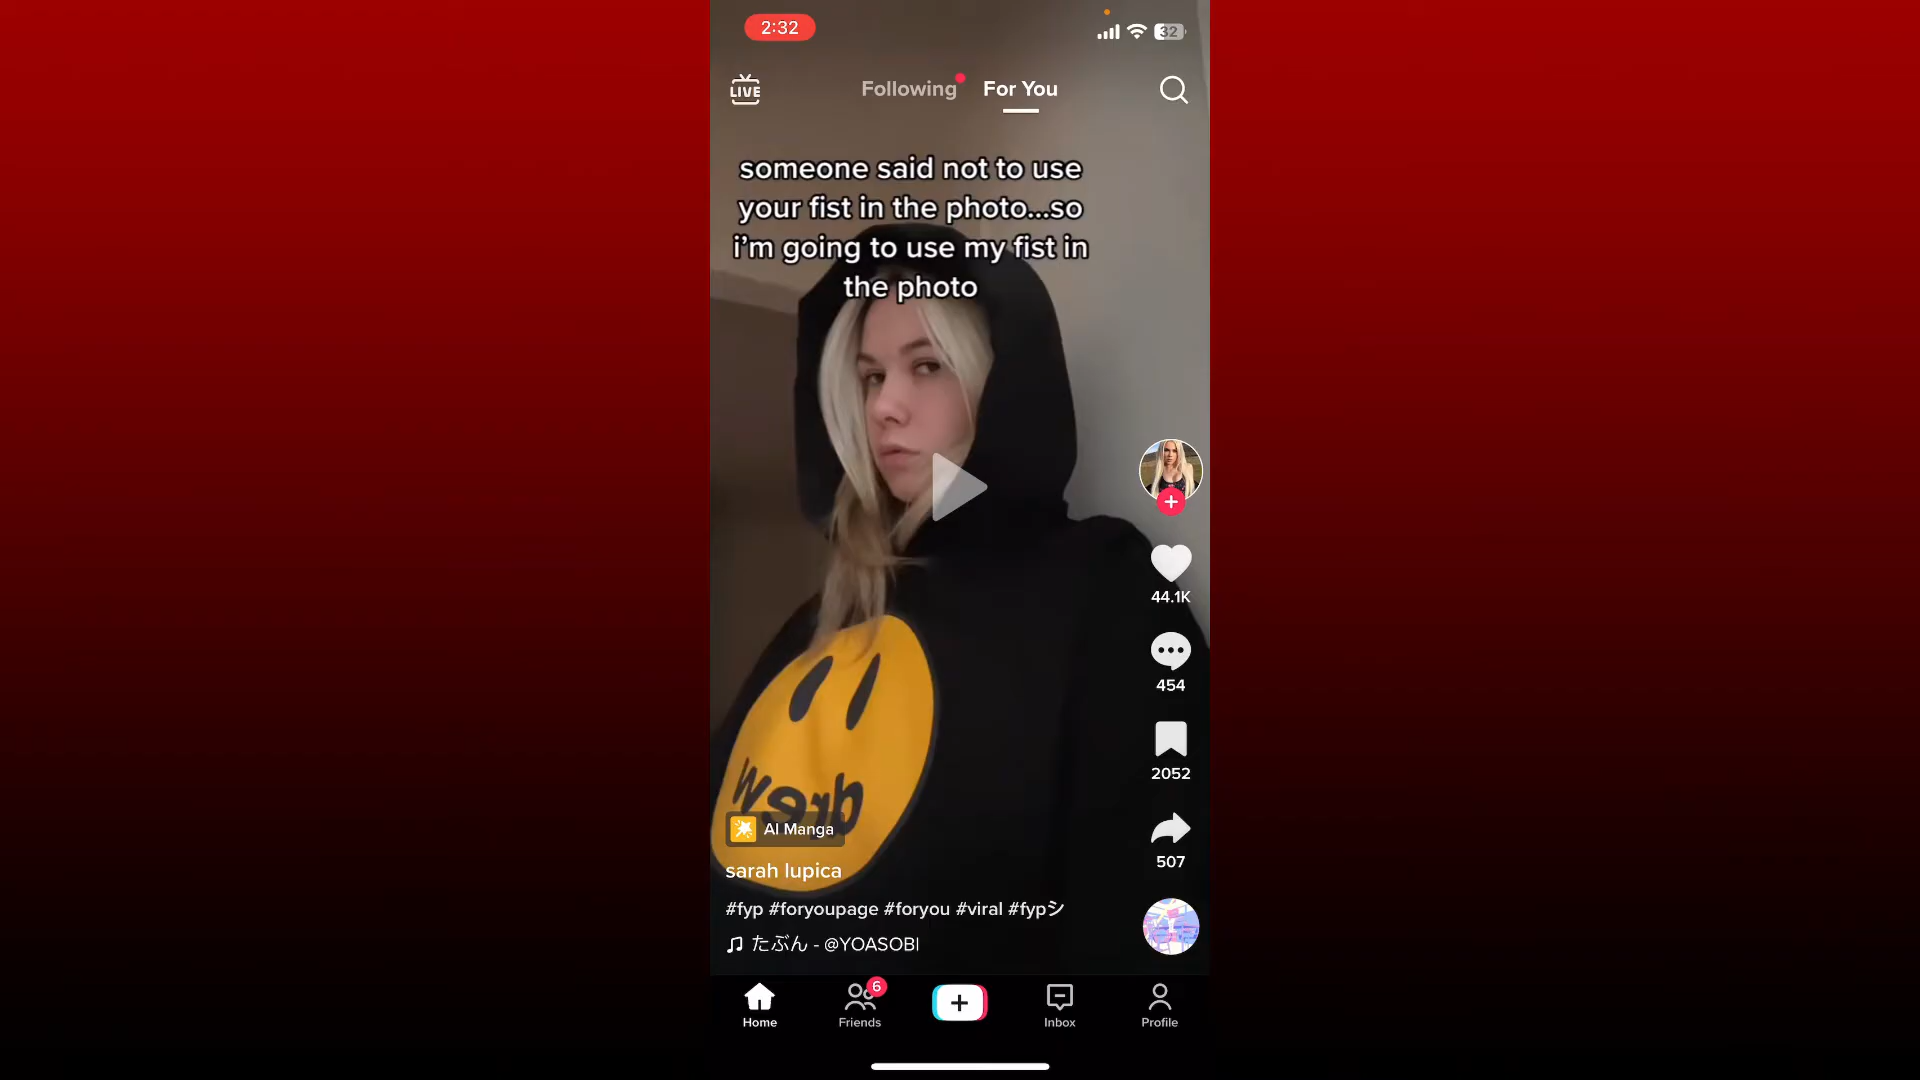 2:32
32
LIVE
Following
For You
someone said not to use
your fist in the photo...so
i'm going to use my fist in
the photo
44.1K
454
2052
507
drew
AI Manga
sarah lupica
#fyp #foryoupage #foryou #viral #fypシ
たぶん - @YOASOBI
6
Home
Friends
Inbox
Profile